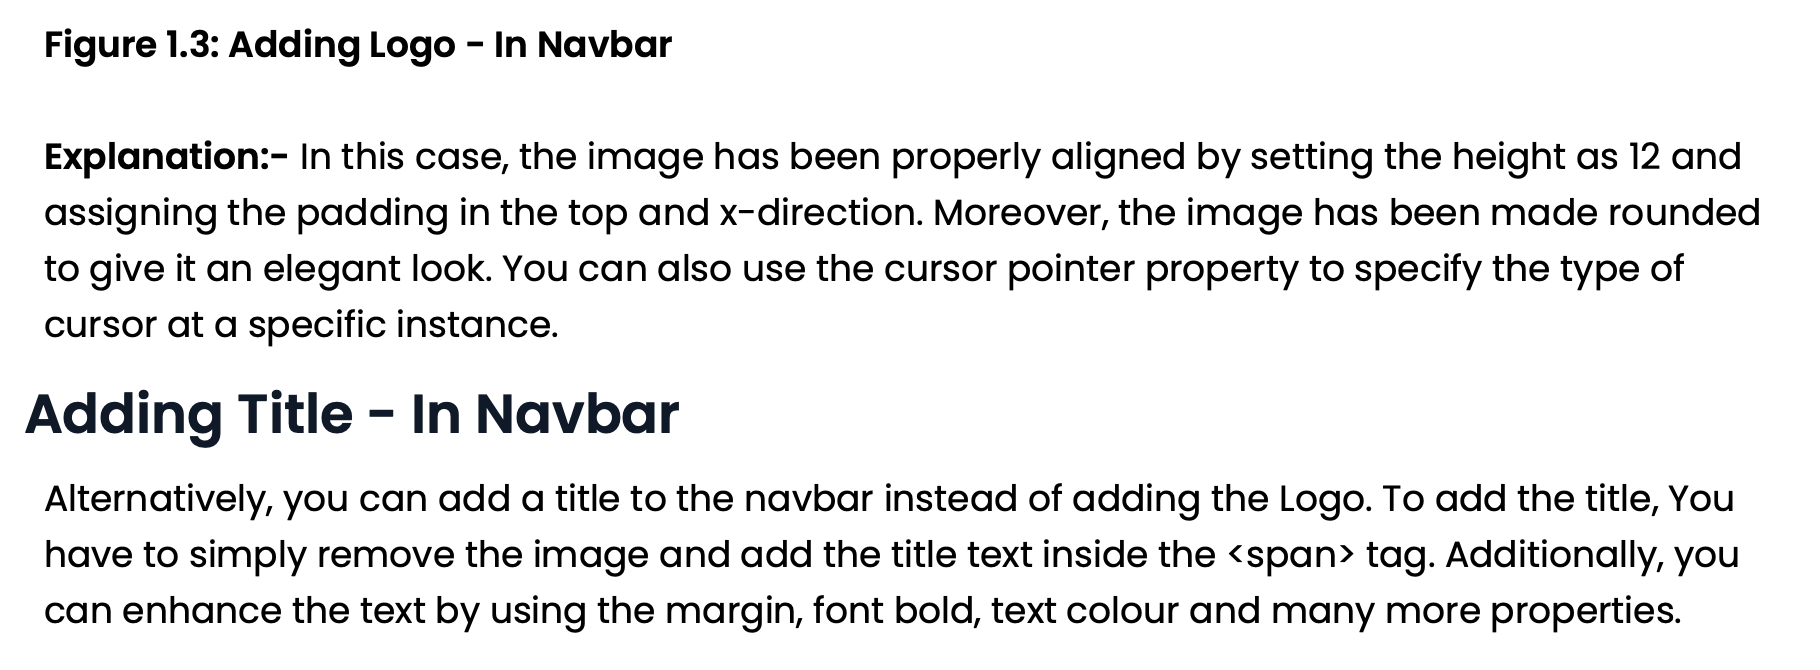 Figure 1.3: Adding Logo - In Navbar
Explanation:- In this case, the image has been properly aligned by setting the height as 12 and
assigning the padding in the top and x-direction. Moreover, the image has been made rounded
to give it an elegant look. You can also use the cursor pointer property to specify the type of
cursor at a specific instance.
Adding Title - In Navbar
Alternatively, you can add a title to the navbar instead of adding the Logo. To add the title, You
have to simply remove the image and add the title text inside the <span> tag. Additionally, you
can enhance the text by using the margin, font bold, text colour and many more properties.